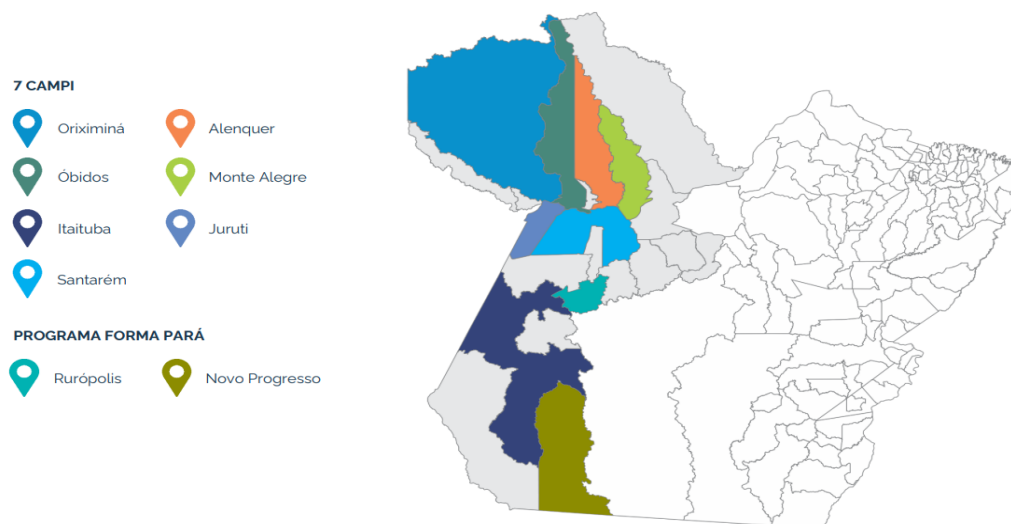 7 CAMPI
Oriximiná
Alenquer
Óbidos
Monte Alegre
Itaituba
Juruti
Santarém
PROGRAMA FORMA PARÁ
Rurópolis
Novo Progresso